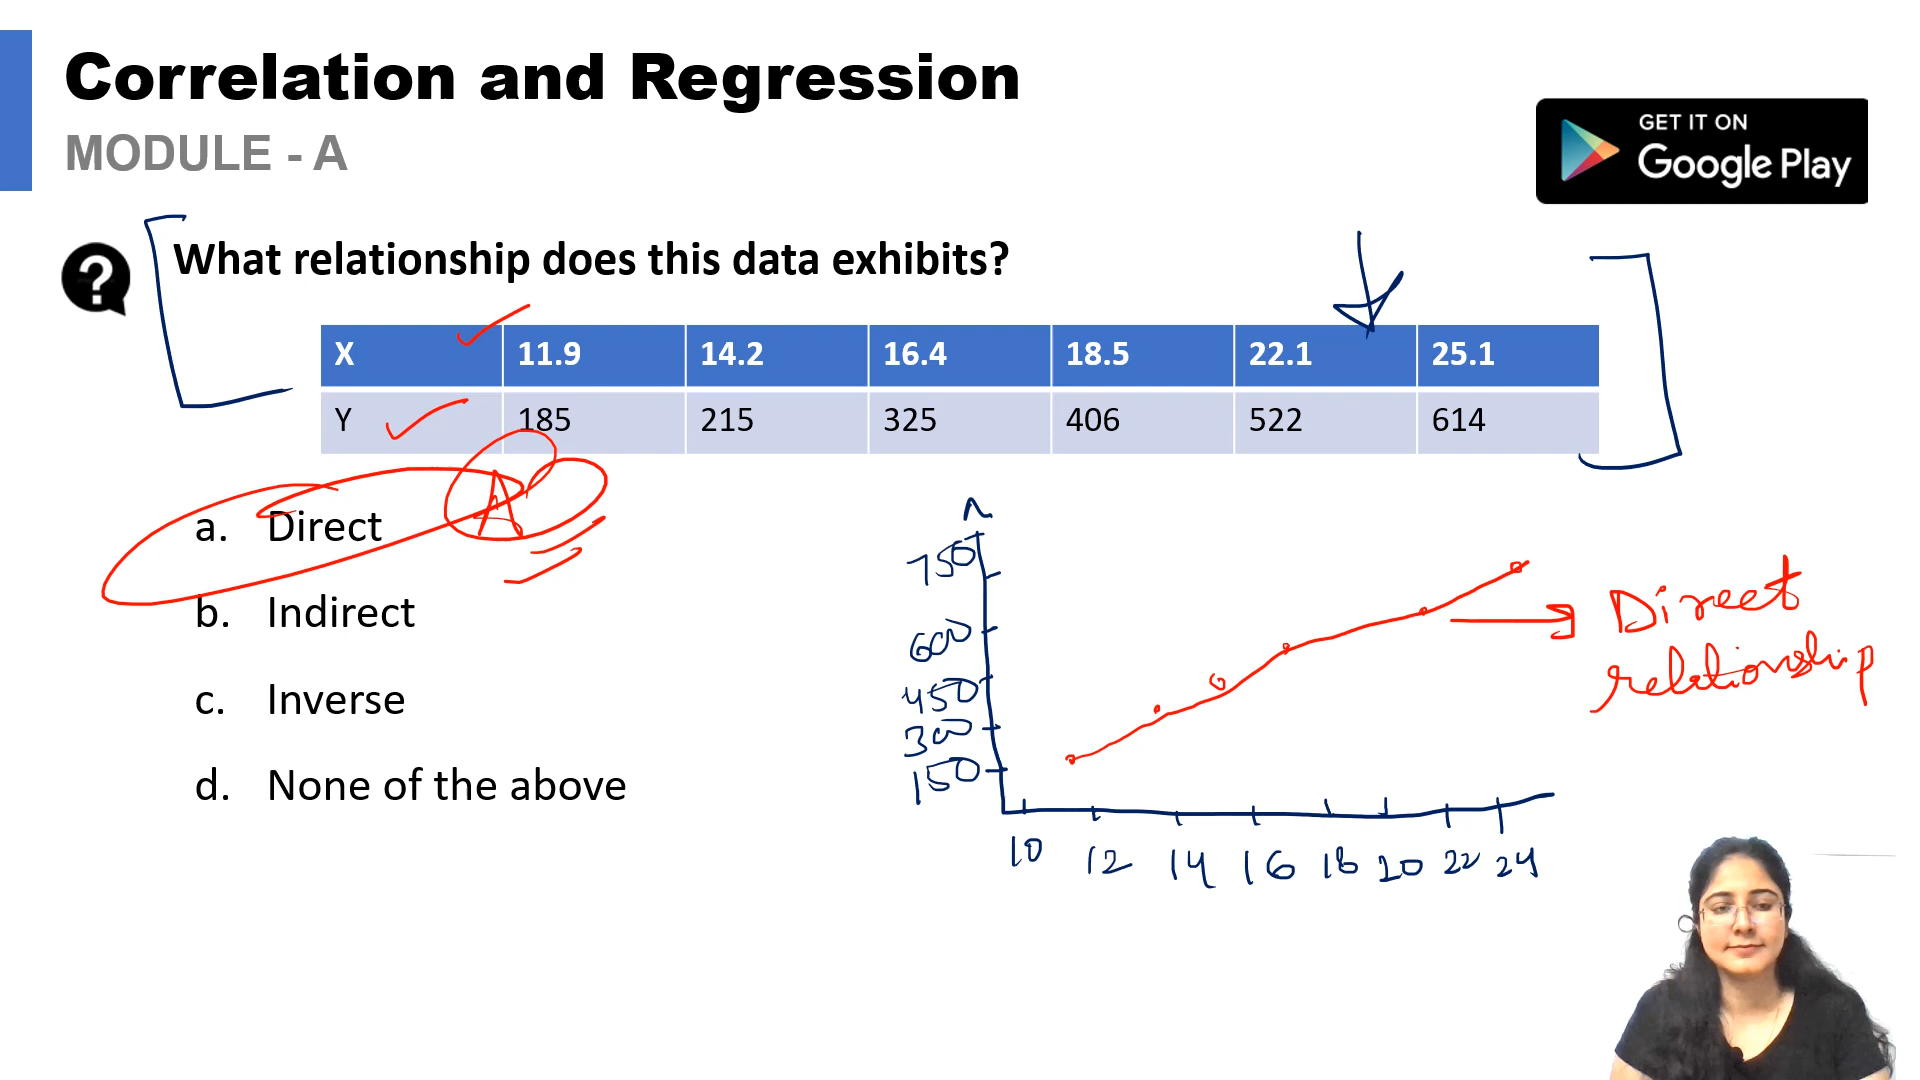 Correlation and Regression
MODULE - A
GET IT ON
Google Play
?
What relationship does this data exhibits?
X 11.9 14.2 16.4 18.5 22.1 25.1
Y 185 215 325 406 522 614
a. Direct A
b. Indirect
c. Inverse
d. None of the above
750
600
450
300
150
10 12 14 16 18 20 22 24
Direct
relationship